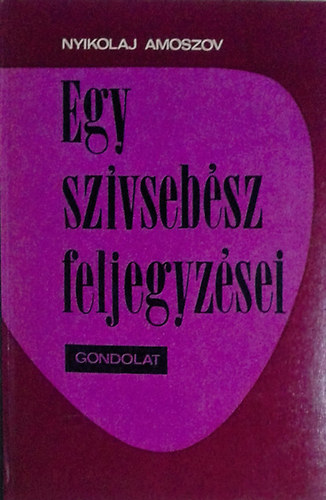 NYIKOLAJ AMOSZOV
Egy
szívsebész
feljegyzései
GONDOLAT